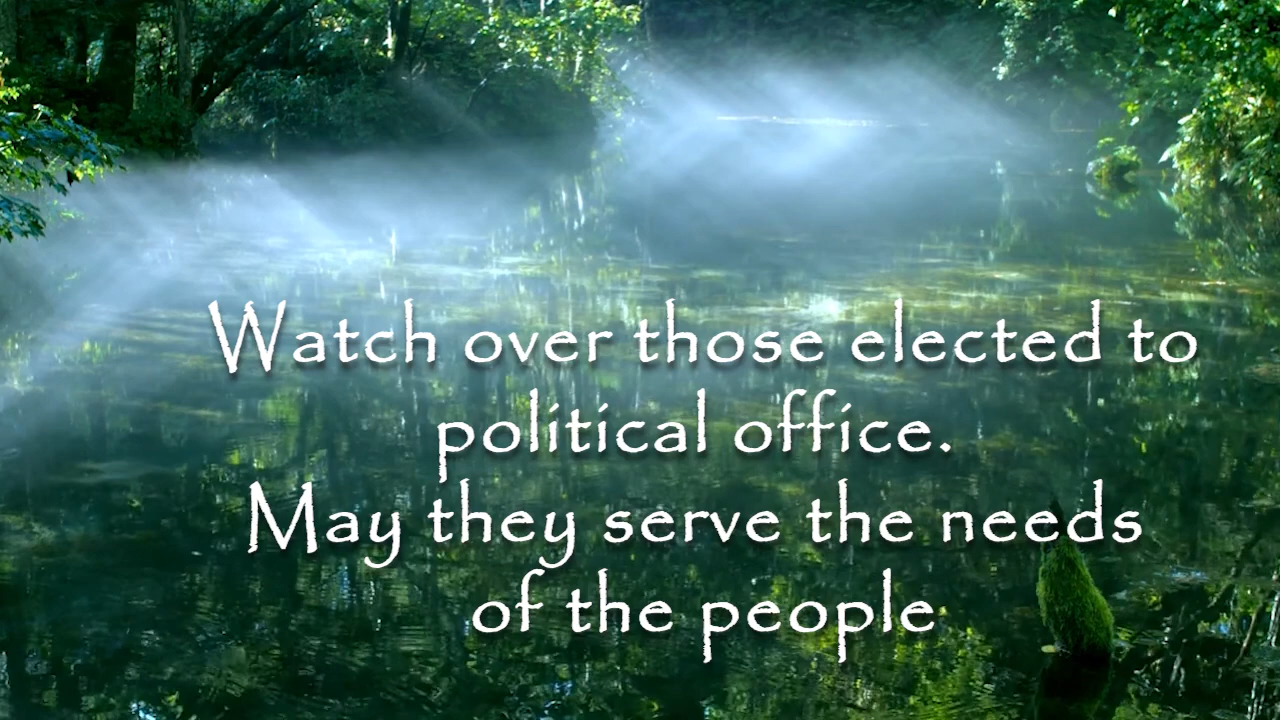 Watch over those elected to
political office.
May they serve the needs
of the people